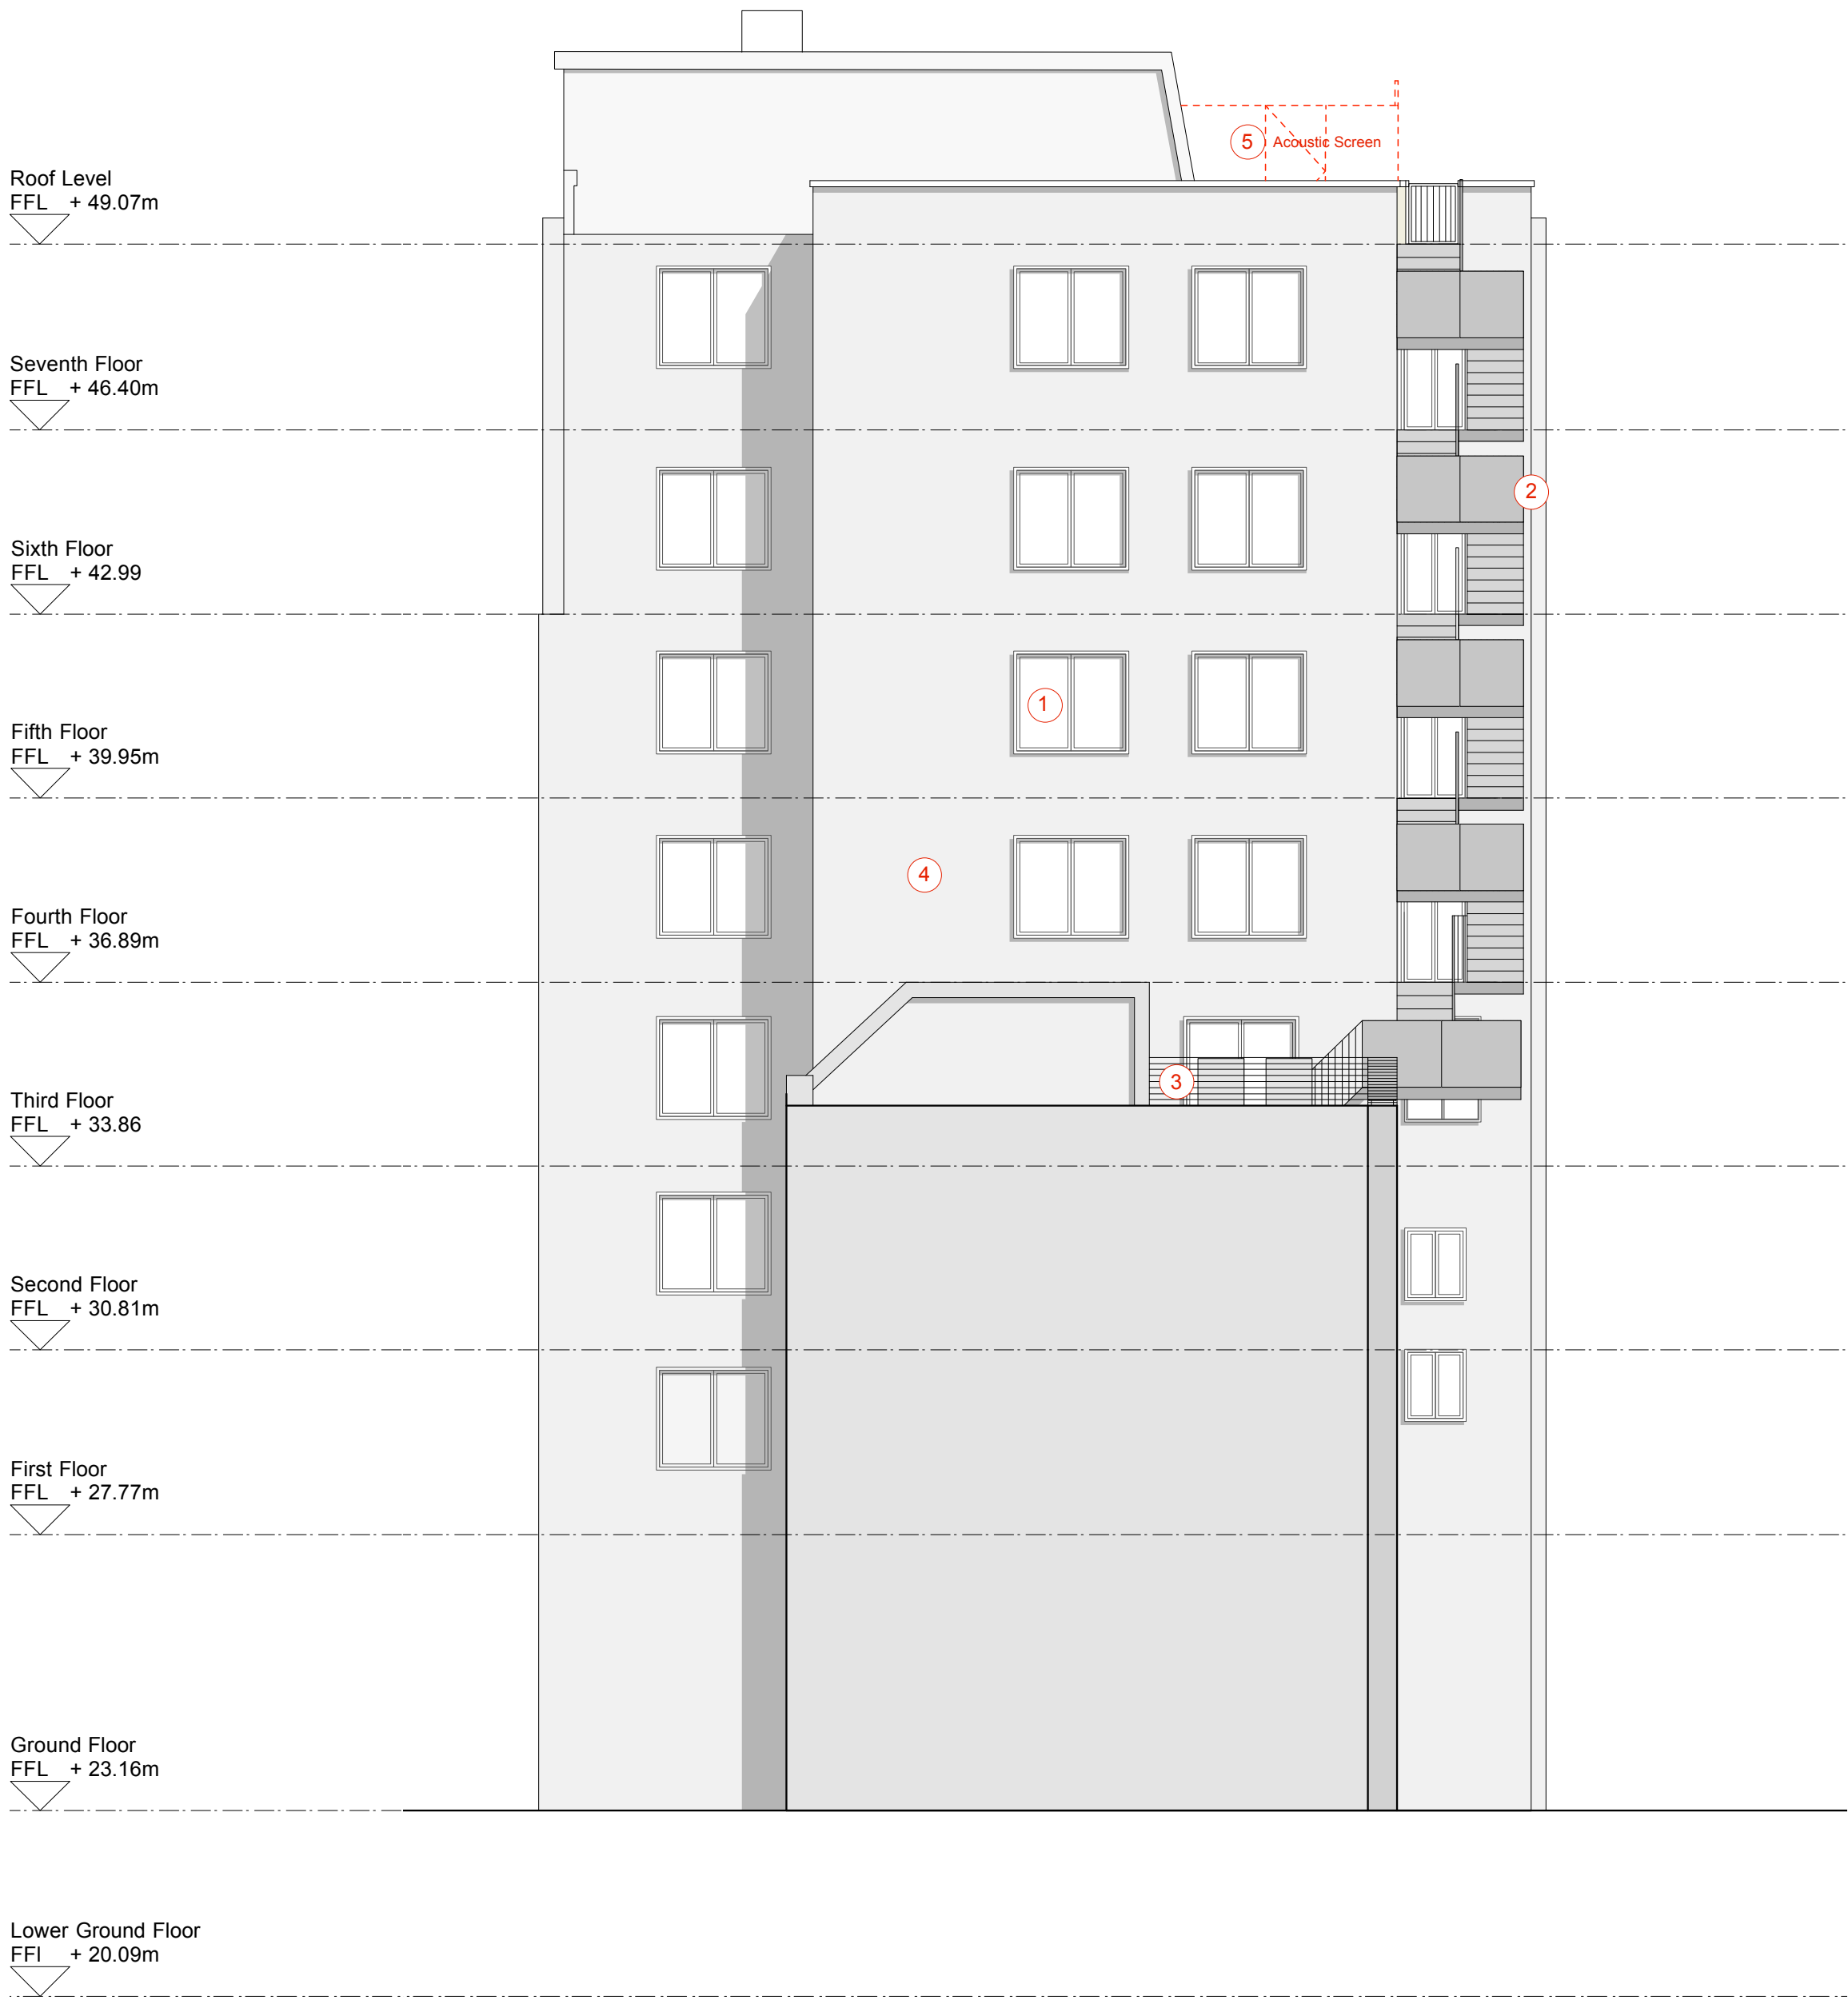 5 Acoustic Screen
Roof Level
FFL + 49.07m
Seventh Floor
FFL + 46.40m
2
Sixth Floor
FFL + 42.99
1
Fifth Floor
FFL + 39.95m
4
Fourth Floor
FFL + 36.89m
3
Third Floor
FFL + 33.86
Second Floor
FFL + 30.81m
First Floor
FFL + 27.77m
Ground Floor
FFL + 23.16m
Lower Ground Floor
FFl + 20.09m